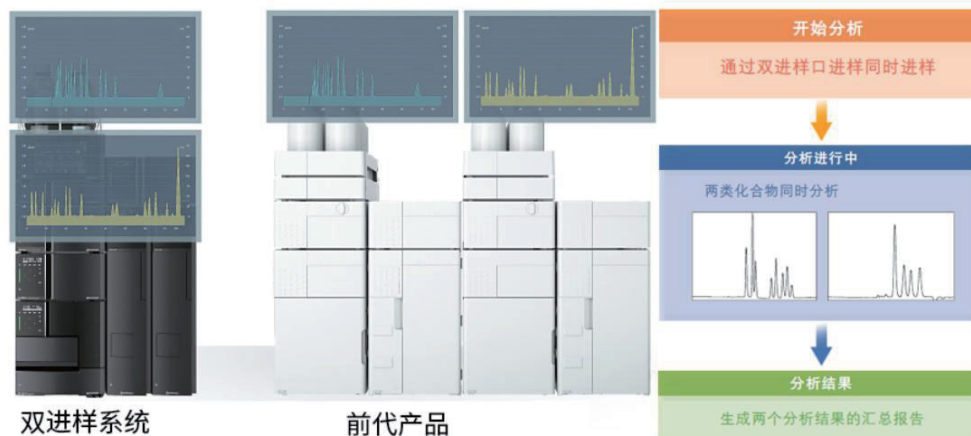 双进样系统
前代产品
开始分析
通过双进样口进样同时进样
分析进行中
两类化合物同时分析
分析结果
生成两个分析结果的汇总报告